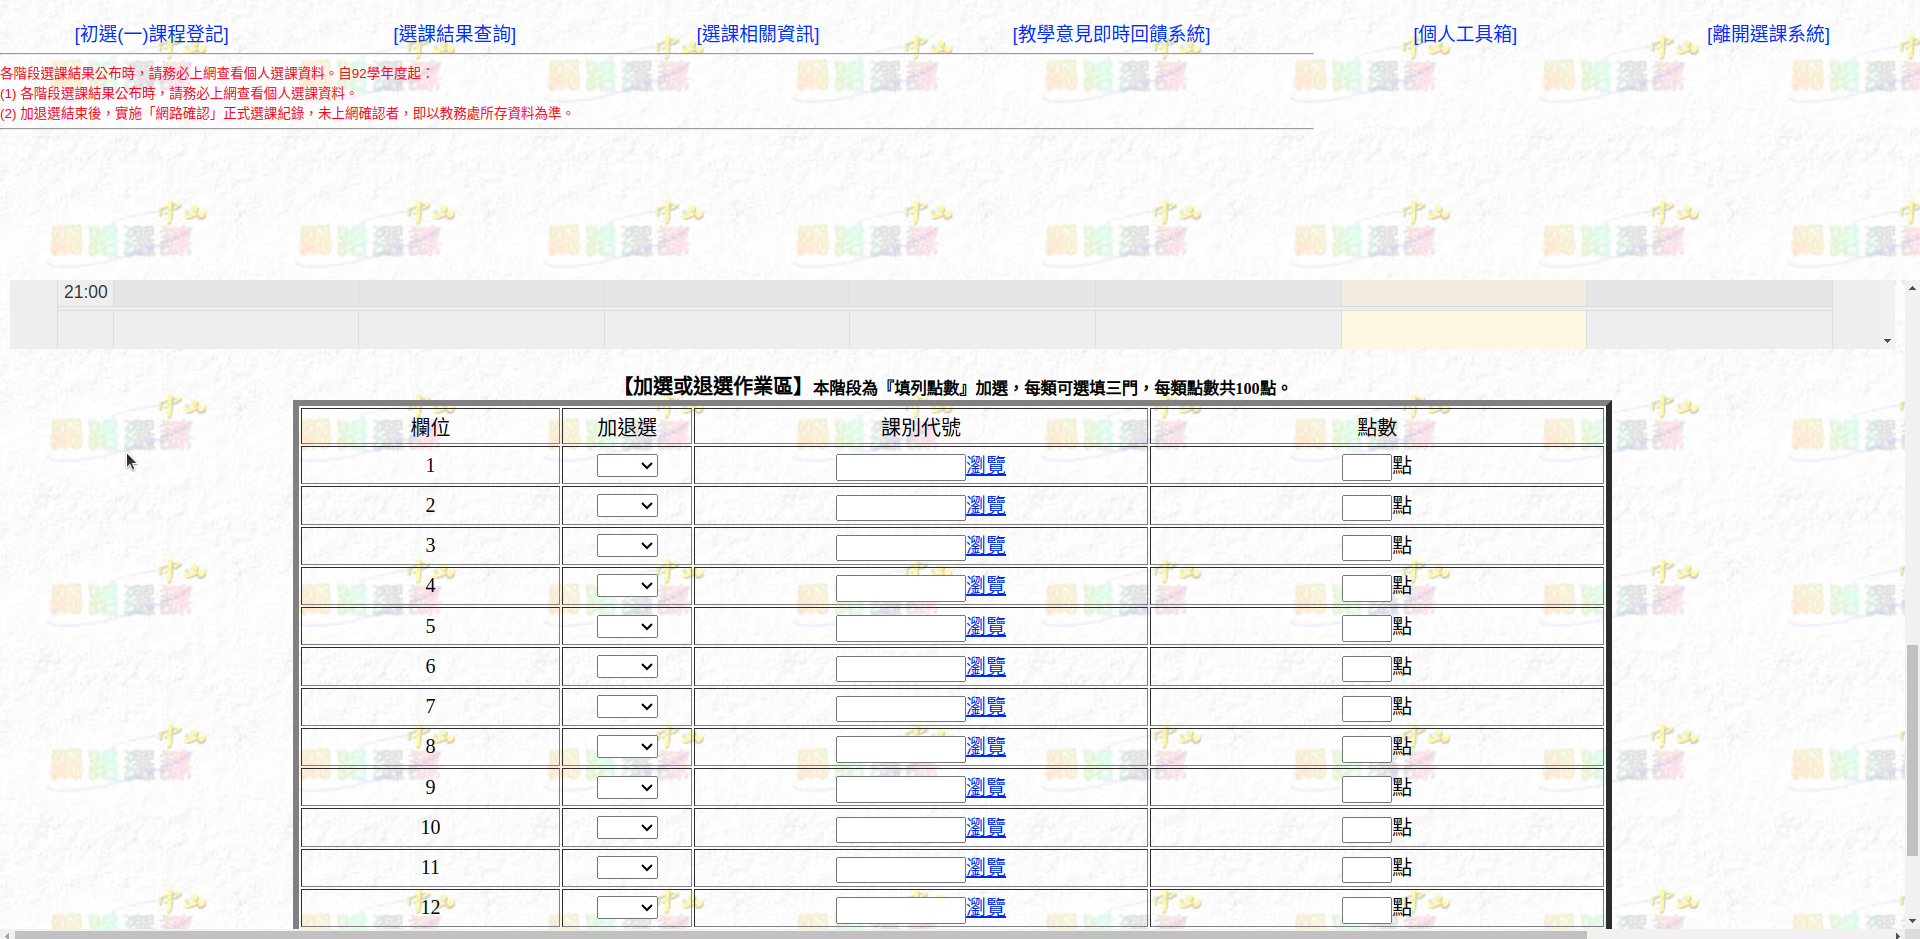 [初選(一)課程登記] [選課結果查詢] [選課相關資訊] [教學意見即時回饋系統] [個人工具箱] [離開選課系統]
各階段選課結果公布時，請務必上網查看個人選課資料。自92學年度起：
(1) 各階段選課結果公布時，請務必上網查看個人選課資料。
(2) 加退選結束後，實施「網路確認」正式選課紀錄，未上網確認者，即以教務處所存資料為準。
21:00
【加選或退選作業區】本階段為『填列點數』加選，每類可選填三門，每類點數共100點。
欄位 加退選 課別代號 點數
1 瀏覽 點
2 瀏覽 點
3 瀏覽 點
4 瀏覽 點
5 瀏覽 點
6 瀏覽 點
7 瀏覽 點
8 瀏覽 點
9 瀏覽 點
10 瀏覽 點
11 瀏覽 點
12 瀏覽 點